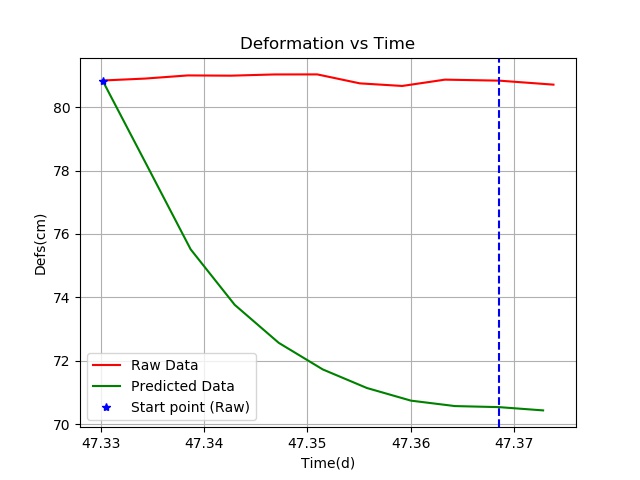 Deformation vs Time
Defs(cm)
80
78
76
74
72
70
Raw Data
Predicted Data
Start point (Raw)
47.33 47.34 47.35 47.36 47.37
Time(d)